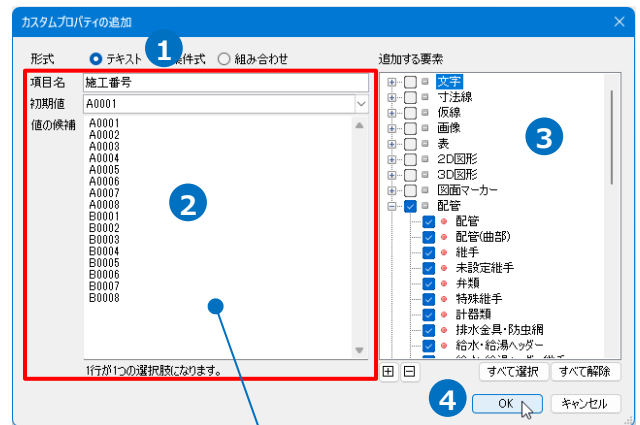 カスタムプロパティの追加
形式 テキスト 1 件式 組み合わせ
項目名 施工番号
初期値 A0001
値の候補 A0001
A0002
A0003
A0004
A0005
A0006
A0007
A0008
B0001
B0002
B0003
B0004
B0005
B0006
B0007
B0008
2
1行が1つの選択肢になります。
追加する要素
文字
寸法線
仮線
画像
表
2D図形
3D図形
図面マーカー
配管
配管
配管(曲部)
継手
未設定継手
弁類
特殊継手
計器類
排水金具・防虫網
給水・給湯ヘッダー
3
すべて選択 すべて解除
4 OK キャンセル